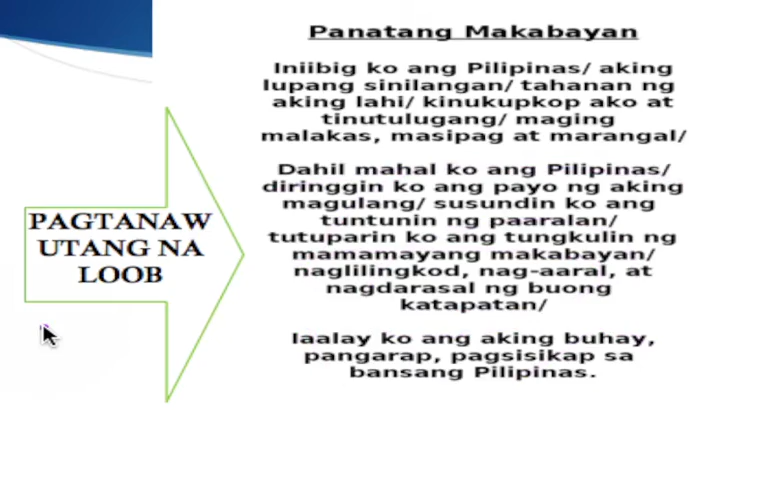 Panatang Makabayan
Iniibig ko ang Pilipinas/ aking
lupang sinilangan/ tahanan ng
aking lahi/ kinukupkop ako at
tinutulugang/ maging
malakas, masipag at marangal/
Dahil mahal ko ang Pilipinas/
diringgin ko ang payo ng aking
magulang/ susundin ko ang
tuntunin ng paaralan/
tutuparin ko ang tungkulin ng
mamamayang makabayan/
naglilingkod, nag-aaral, at
nagdarasal ng buong
katapatan/
Iaalay ko ang aking buhay,
pangarap, pagsisikap sa
bansang Pilipinas.
PAGTANAW
UTANG NA
LOOB